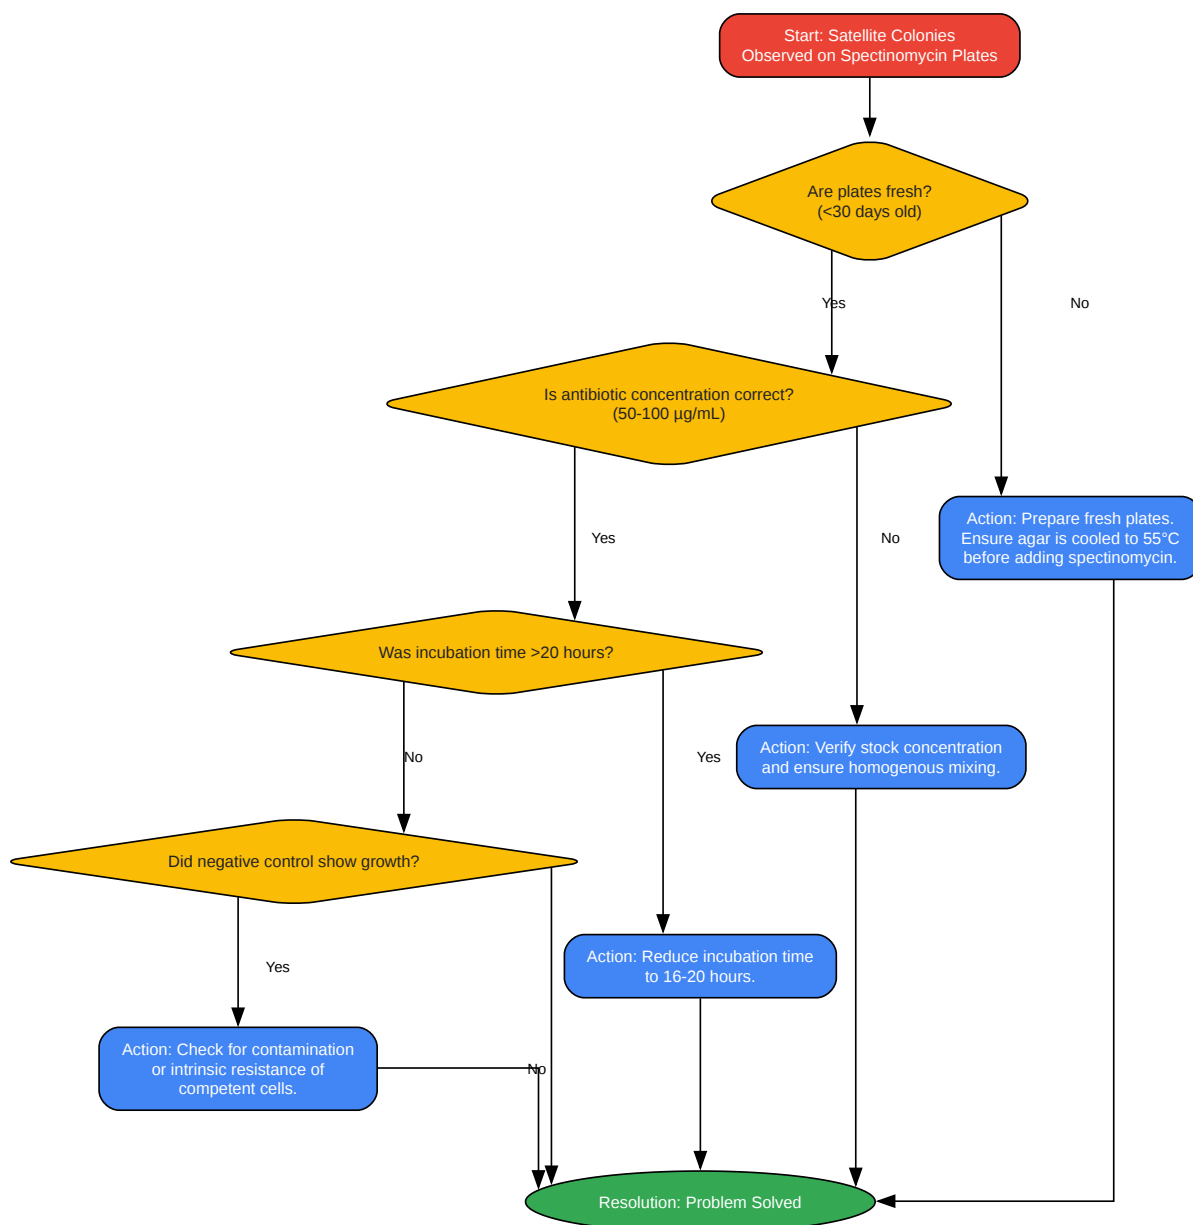 Start: Satellite Colonies
Observed on Spectinomycin Plates
Are plates fresh?
(<30 days old)
Yes
No
Is antibiotic concentration correct?
(50-100 µg/mL)
Action: Prepare fresh plates.
Ensure agar is cooled to 55°C
before adding spectinomycin.
Yes
No
Was incubation time >20 hours?
Action: Verify stock concentration
and ensure homogenous mixing.
No
Yes
Did negative control show growth?
Action: Reduce incubation time
to 16-20 hours.
Yes
Action: Check for contamination
or intrinsic resistance of
competent cells.
No
Resolution: Problem Solved